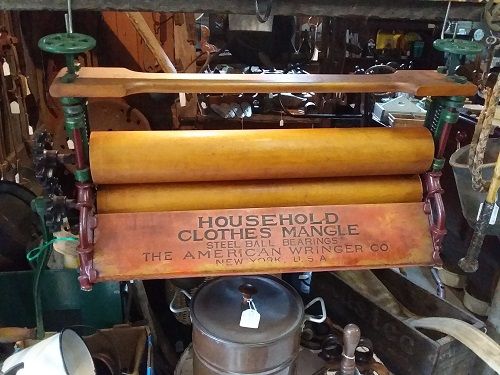 HOUSEHOLD
CLOTHES MANGLE
STEEL BALL BEARINGS
THE AMERICAN WRINGER CO.
NEW YORK, U.S.A.